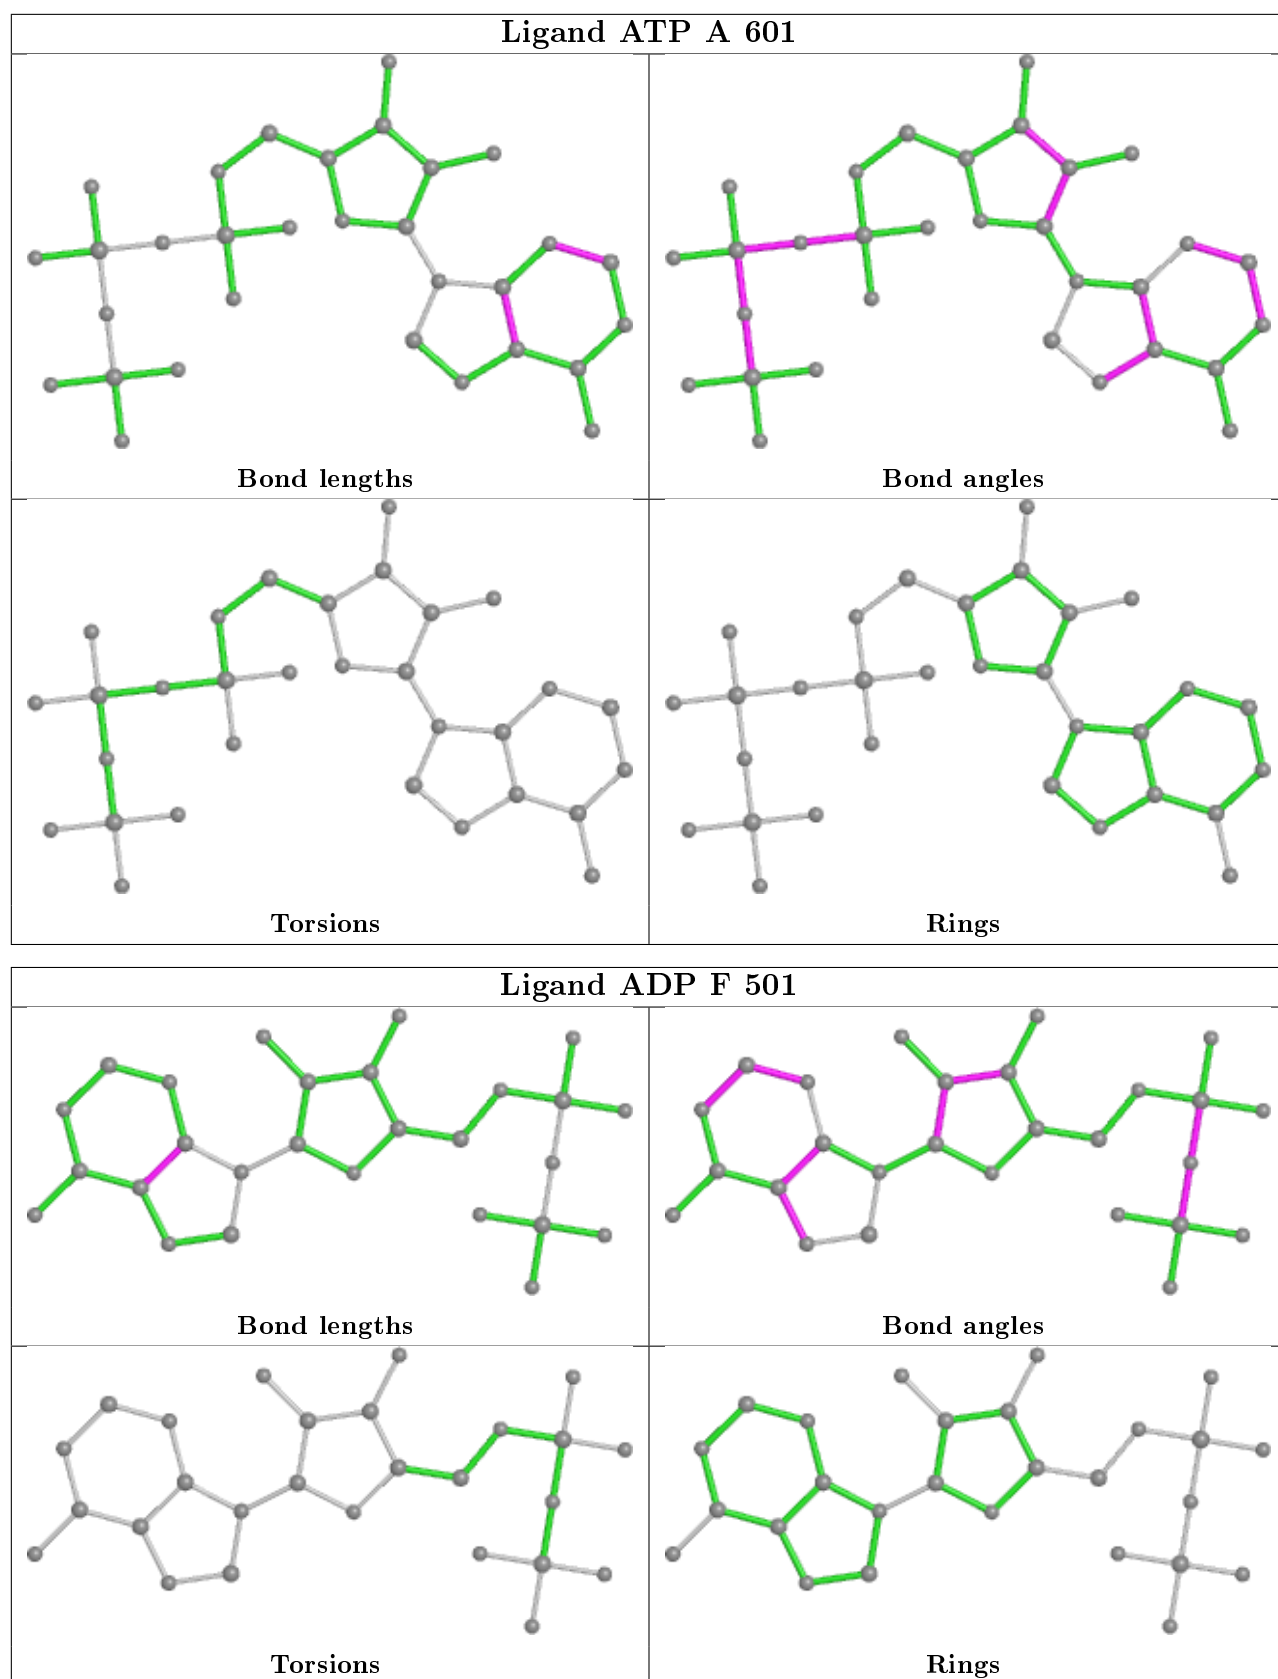 Ligand ATP A 601
Bond lengths
Bond angles
Torsions
Rings
Ligand ADP F 501
Bond lengths
Bond angles
Torsions
Rings